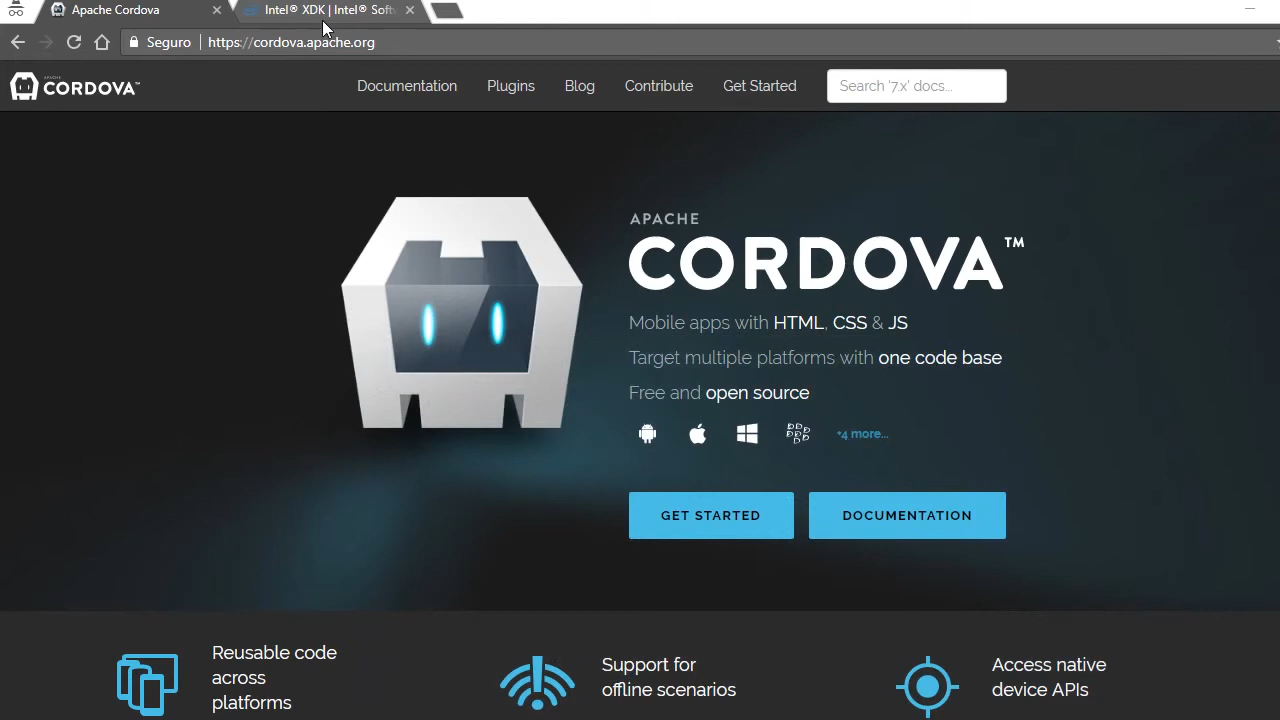 Apache Cordova
Intel® XDK | Intel® Soft
Seguro
https://cordova.apache.org
APACHE
CORDOVA™
Documentation
Plugins
Blog
Contribute
Get Started
Search '7.x' docs...
APACHE
CORDOVA™
Mobile apps with HTML, CSS & JS
Target multiple platforms with one code base
Free and open source
+4 more...
GET STARTED
DOCUMENTATION
Reusable code
across
platforms
Support for
offline scenarios
Access native
device APIs